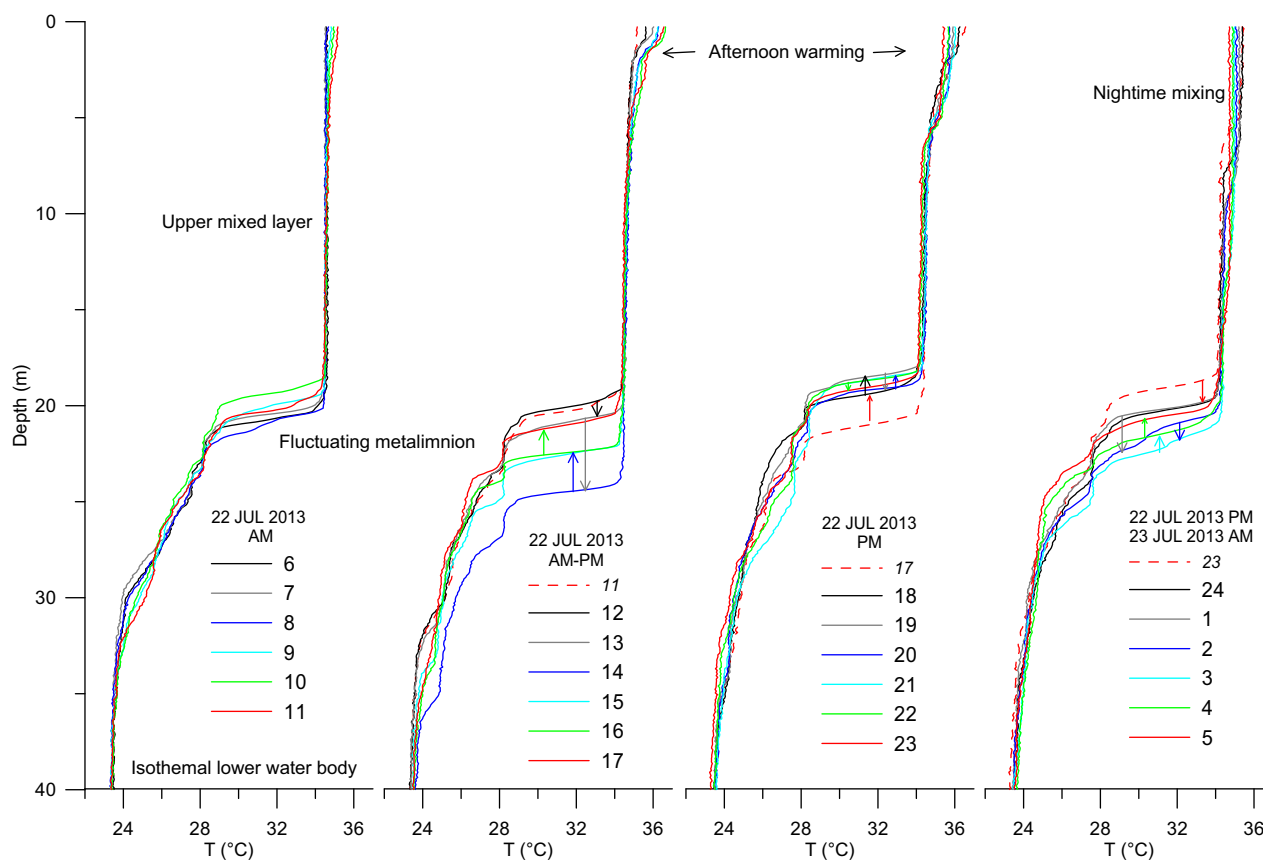 0
10
20
30
40
Depth (m)
Afternoon warming
Nightime mixing
Upper mixed layer
Fluctuating metalimnion
Isothemal lower water body
22 JUL 2013
AM
6
7
8
9
10
11
22 JUL 2013
AM-PM
11
12
13
14
15
16
17
22 JUL 2013
PM
17
18
19
20
21
22
23
22 JUL 2013 PM
23 JUL 2013 AM
23
24
1
2
3
4
5
24 28 32 36
T (°C)
24 28 32 36
T (°C)
24 28 32 36
T (°C)
24 28 32 36
T (°C)